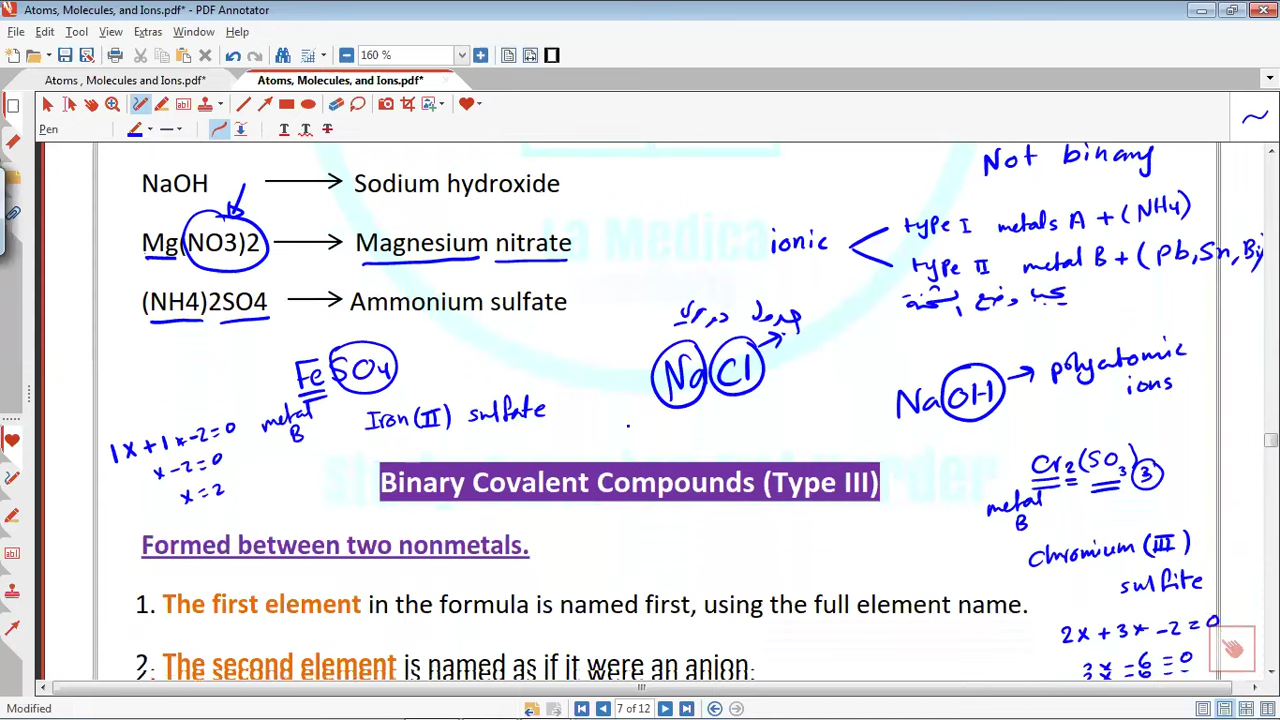 Atoms, Molecules, and Ions.pdf* - PDF Annotator
File Edit Tool View Extras Window Help
160 %
Atoms , Molecules and Ions.pdf*
Atoms, Molecules, and Ions.pdf*
Pen
Not binary
NaOH → Sodium hydroxide
Mg(NO3)2 → Magnesium nitrate
(NH4)2SO4 → Ammonium sulfate
ionic
type I metals A + (NH4)
type II metal B + (Pb, Sn, Bi)
La Medica
NaCl
NaOH → polyatomic
ions
FeSO4
metal
B
Iron (II) sulfate
1x + 1x-2=0
x-2=0
x=2
Cr2(SO3)3
metal
B
Chromium (III)
sulfite
2x + 3x -2=0
Binary Covalent Compounds (Type III)
Formed between two nonmetals.
1. The first element in the formula is named first, using the full element name.
2. The second element is named as if it were an anion.
Modified
7 of 12